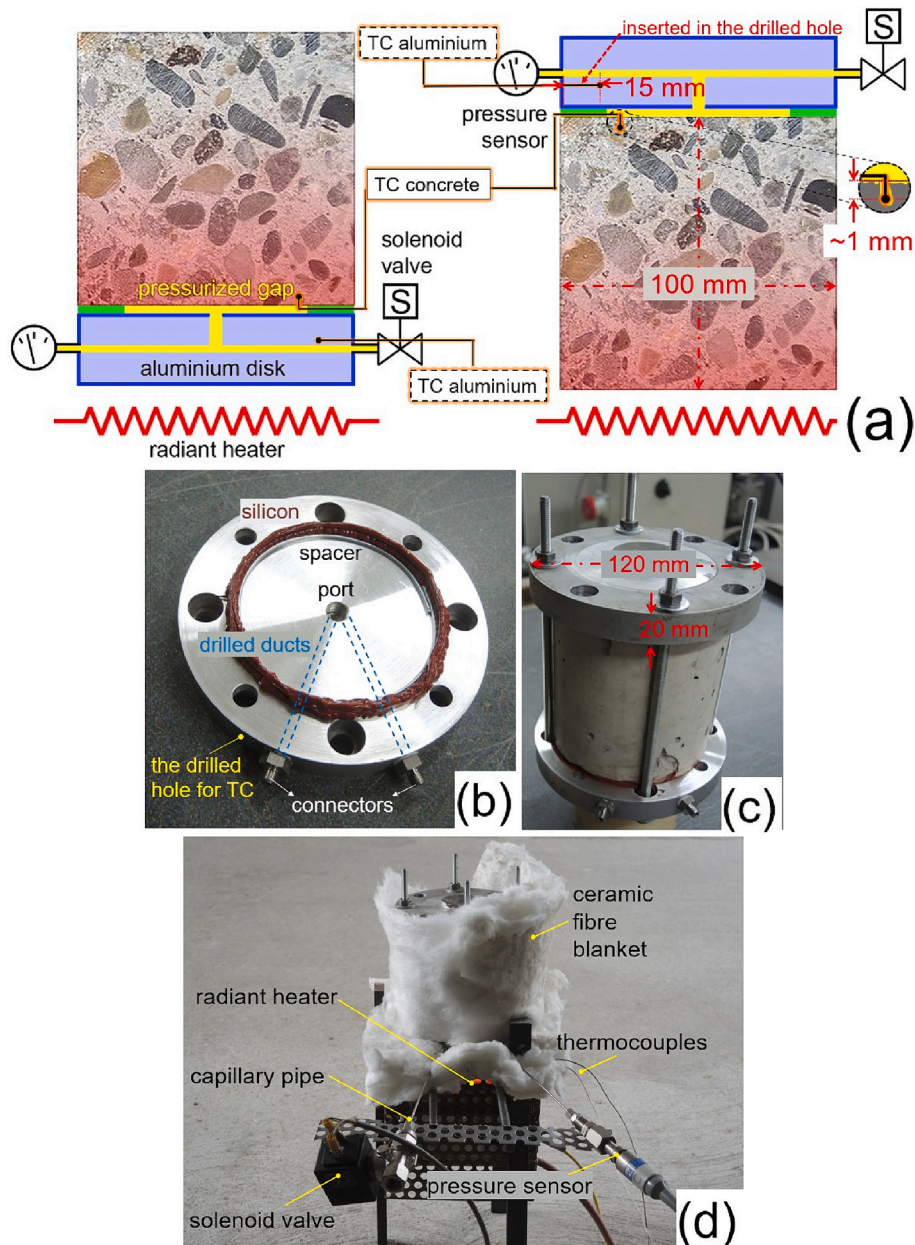 TC aluminium
inserted in the drilled hole
S
15 mm
pressure
sensor
TC concrete
solenoid
valve
~1 mm
pressurized gap
S
100 mm
aluminium disk
TC aluminium
radiant heater
(a)
silicon
spacer
port
drilled ducts
the drilled
hole for TC
connectors
(b)
120 mm
20 mm
(c)
ceramic
fibre
blanket
radiant heater
thermocouples
capillary pipe
pressure sensor
solenoid valve
(d)